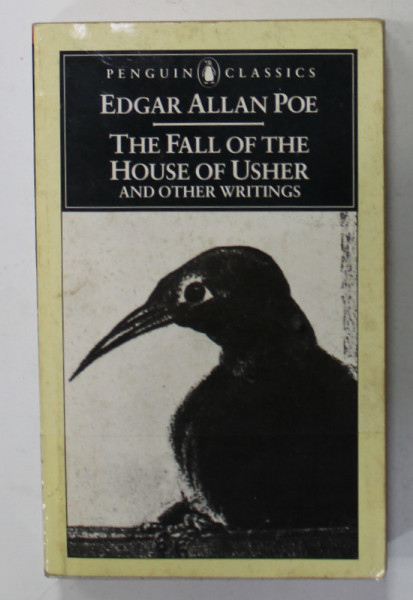 PENGUIN CLASSICS
EDGAR ALLAN POE
THE FALL OF THE
HOUSE OF USHER
AND OTHER WRITINGS